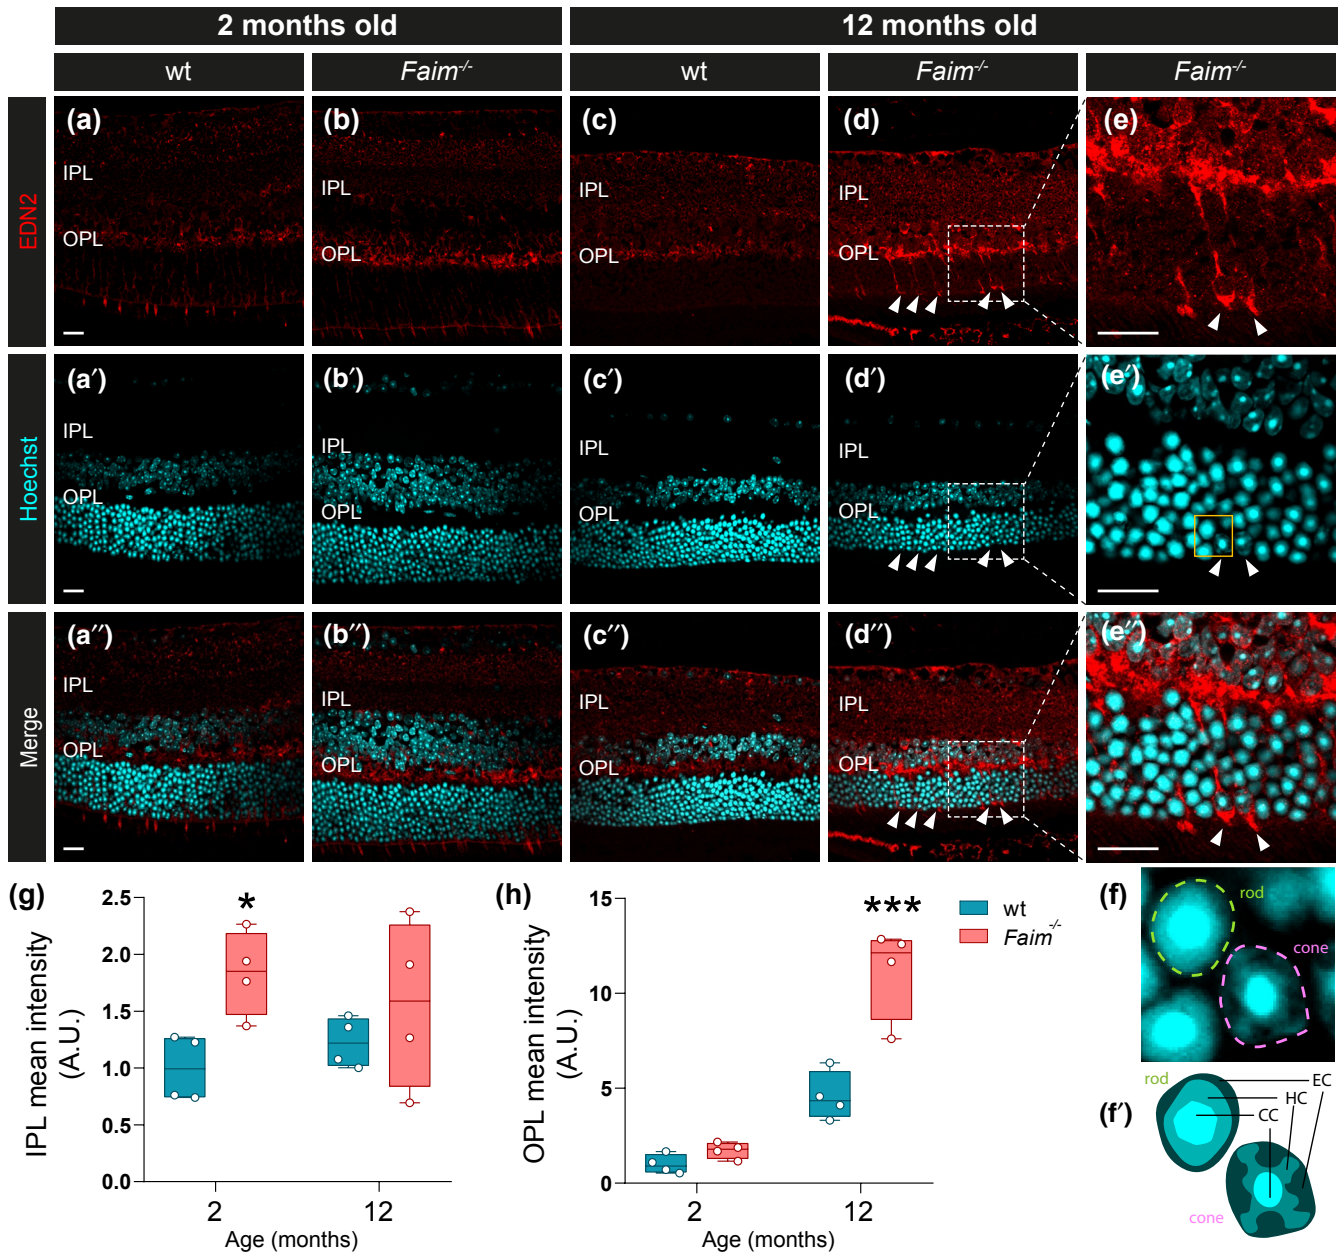 2 months old
12 months old
wt
Faim-/-
wt
Faim-/-
Faim-/-
EDN2
(a)
IPL
OPL
(b)
IPL
OPL
(c)
IPL
OPL
(d)
IPL
OPL
(e)
Hoechst
(a′)
IPL
OPL
(b′)
IPL
OPL
(c′)
IPL
OPL
(d′)
IPL
OPL
(e′)
Merge
(a″)
IPL
OPL
(b″)
IPL
OPL
(c″)
IPL
OPL
(d″)
IPL
OPL
(e″)
(g)
IPL mean intensity
(A.U.)
2.5
2.0
1.5
1.0
0.5
0.0
*
2
12
Age (months)
(h)
OPL mean intensity
(A.U.)
15
10
5
0
***
2
12
Age (months)
wt
Faim-/-
(f)
rod
cone
(f′)
rod
EC
HC
CC
cone